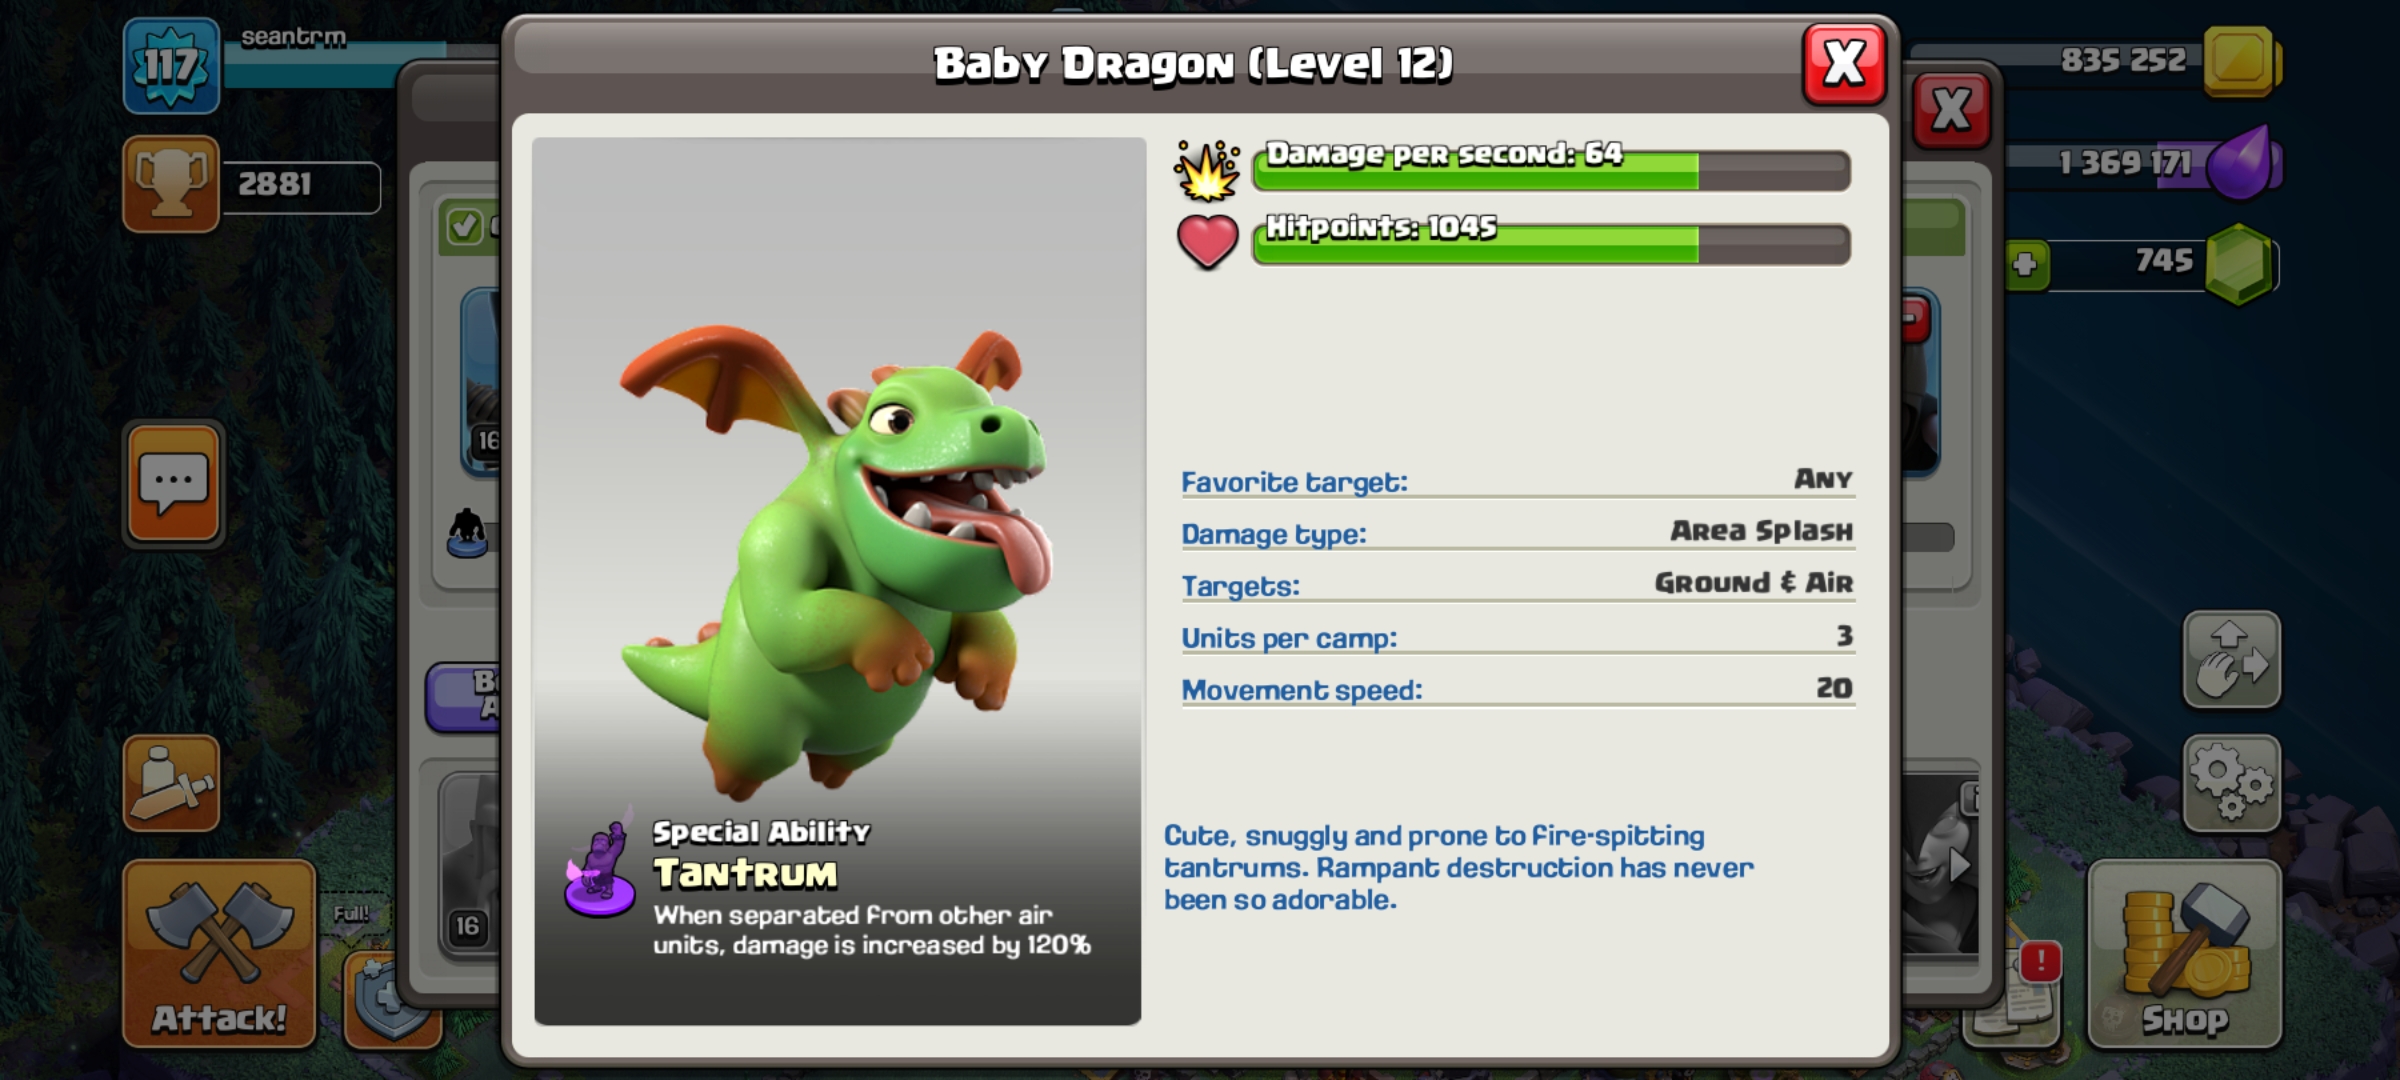 117
seantrm
Baby Dragon (Level 12)
X
X
835 252
2881
1 369 171
745
Damage per second: 64
Hitpoints: 1045
16
Favorite target: Any
Damage type: Area Splash
Targets: Ground & Air
Units per camp: 3
Movement speed: 20
Special Ability
Tantrum
When separated from other air
units, damage is increased by 120%
Cute, snuggly and prone to fire-spitting
tantrums. Rampant destruction has never
been so adorable.
16
Full!
!
Attack!
Shop